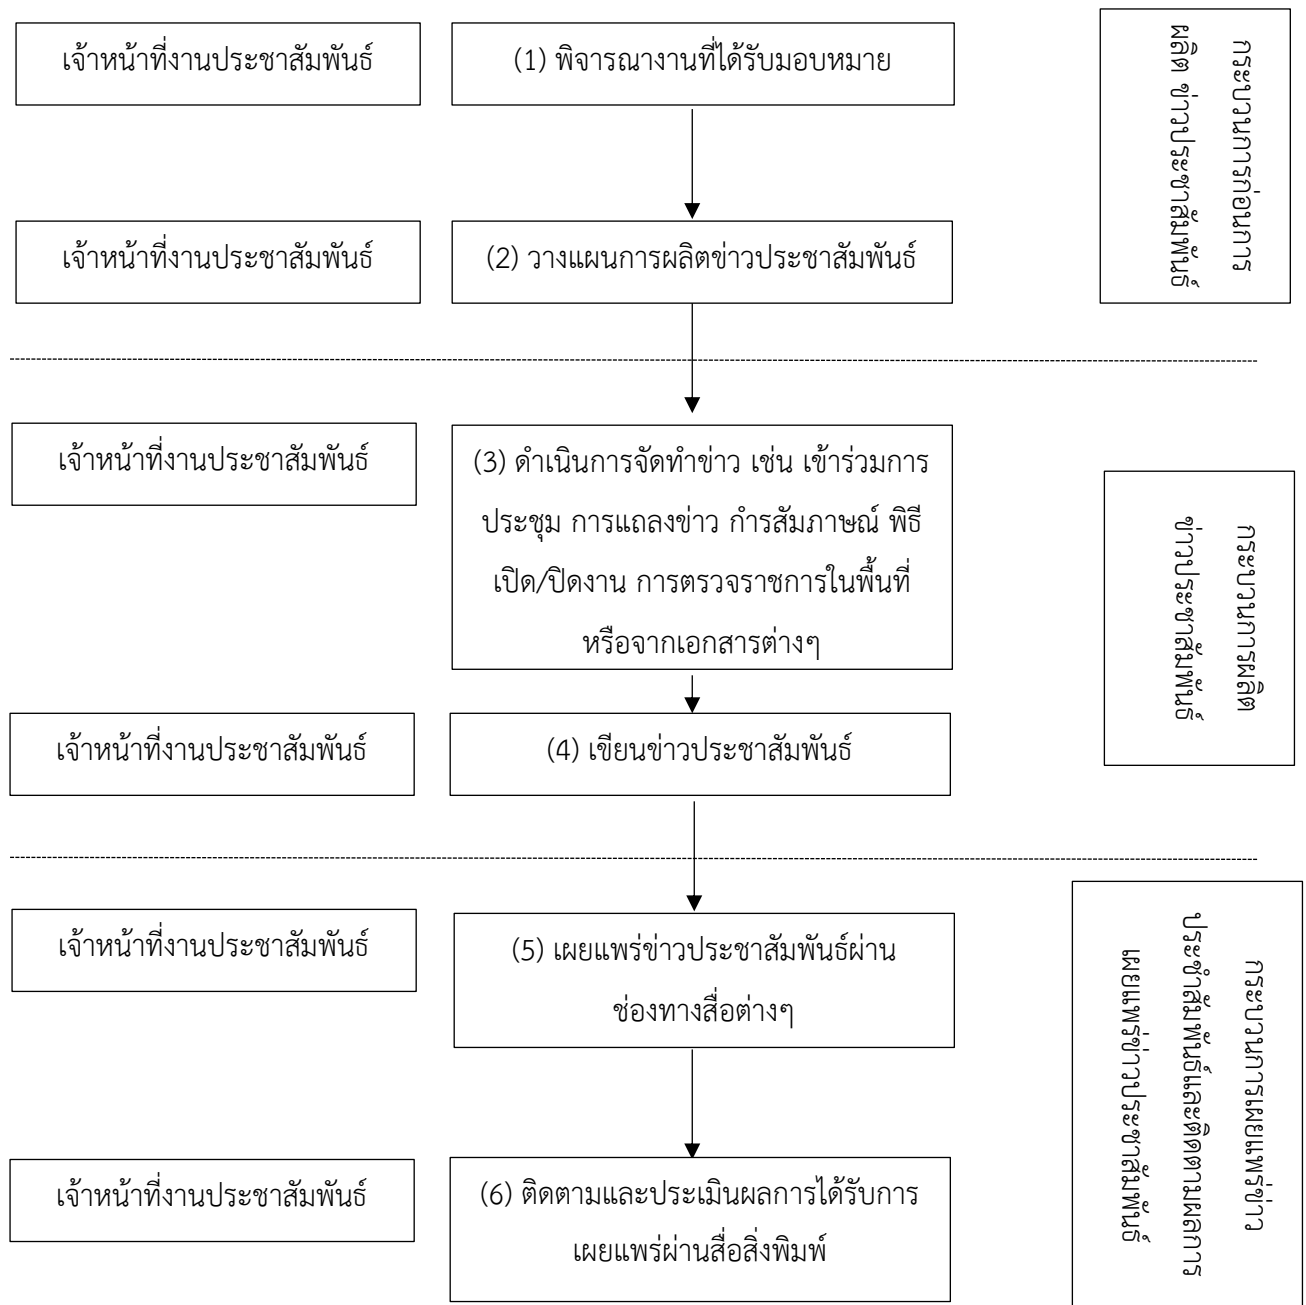 เจ้าหน้าที่งานประชาสัมพันธ์
(1) พิจารณางานที่ได้รับมอบหมาย
กระบวนการก่อนการ
ผลิต ข่าวประชาสัมพันธ์
เจ้าหน้าที่งานประชาสัมพันธ์
(2) วางแผนการผลิตข่าวประชาสัมพันธ์
เจ้าหน้าที่งานประชาสัมพันธ์
(3) ดำเนินการจัดทำข่าว เช่น เข้าร่วมการ
ประชุม การแถลงข่าว กำรสัมภาษณ์ พิธี
เปิด/ปิดงาน การตรวจราชการในพื้นที่
หรือจากเอกสารต่างๆ
กระบวนการผลิต
ข่าวประชาสัมพันธ์
เจ้าหน้าที่งานประชาสัมพันธ์
(4) เขียนข่าวประชาสัมพันธ์
เจ้าหน้าที่งานประชาสัมพันธ์
(5) เผยแพร่ข่าวประชาสัมพันธ์ผ่าน
ช่องทางสื่อต่างๆ
กระบวนการเผยแพร่ข่าว
ประชำสัมพันธ์และติดตามผลการ
เผยแพร่ข่าวประชาสัมพันธ์
เจ้าหน้าที่งานประชาสัมพันธ์
(6) ติดตามและประเมินผลการได้รับการ
เผยแพร่ผ่านสื่อสิ่งพิมพ์